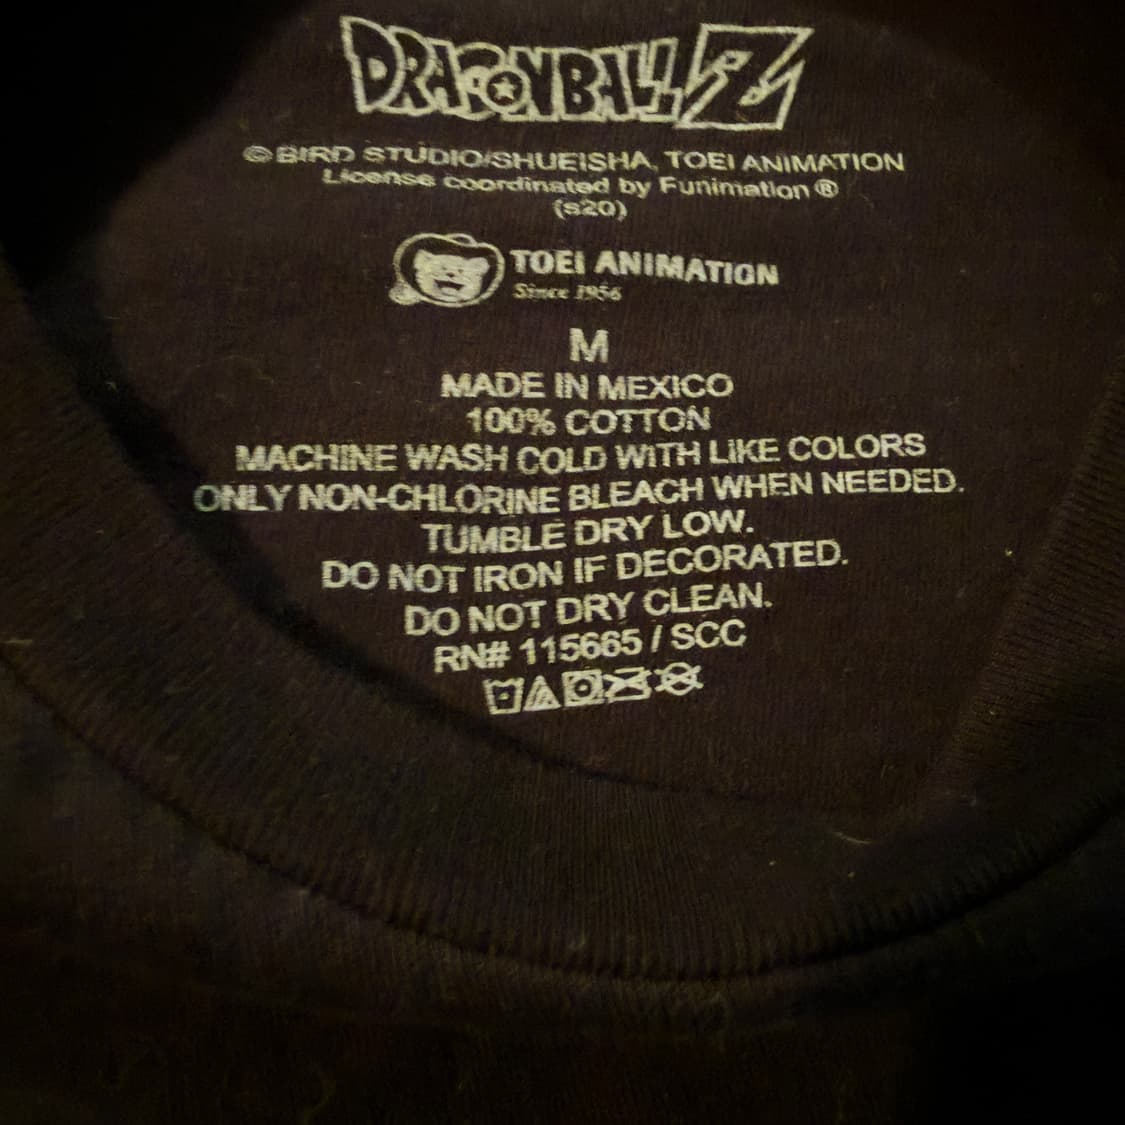 DRAGONBALL Z
© BIRD STUDIO/SHUEISHA, TOEI ANIMATION
License coordinated by Funimation ®
(s20)
TOEI ANIMATION
Since 1956
M
MADE IN MEXICO
100% COTTON
MACHINE WASH COLD WITH LIKE COLORS
ONLY NON-CHLORINE BLEACH WHEN NEEDED.
TUMBLE DRY LOW.
DO NOT IRON IF DECORATED.
DO NOT DRY CLEAN.
RN# 115665 / SCC